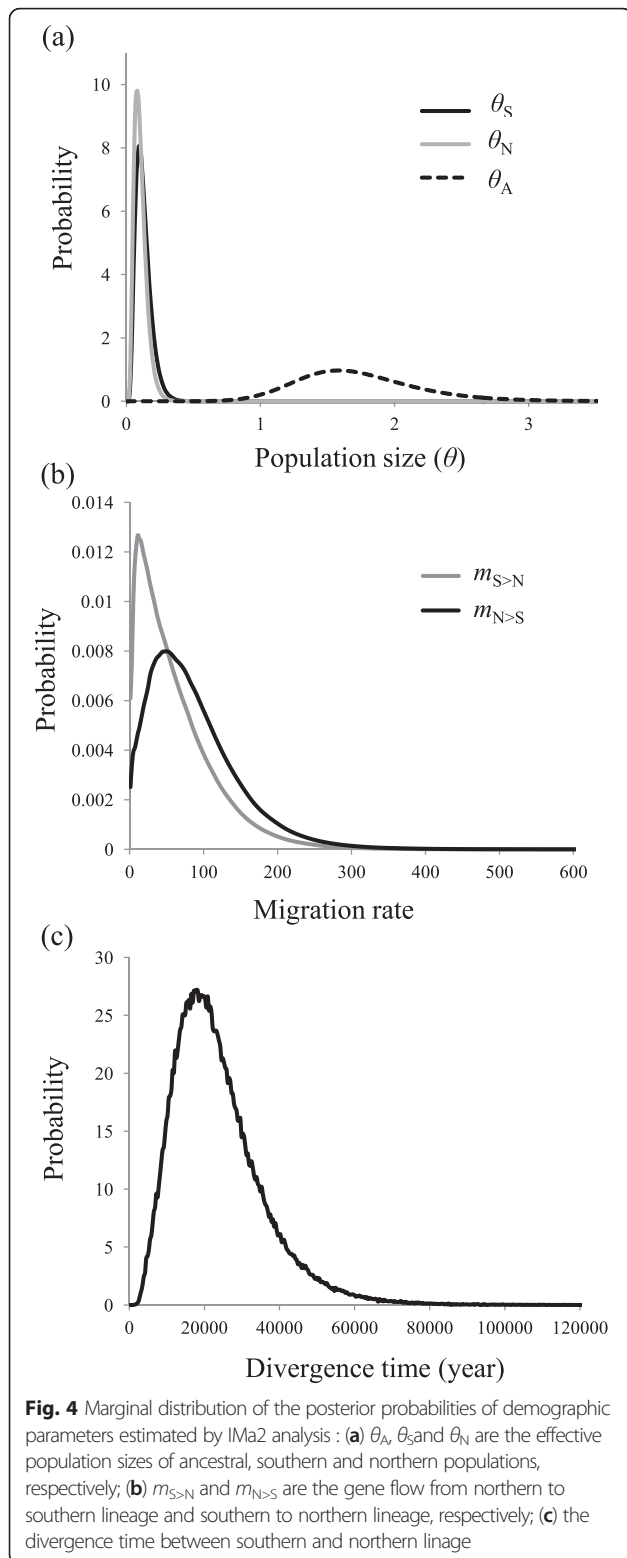 (a)
10
8
6
4
2
0
Probability
θS
θN
θA
0 1 2 3
Population size (θ)
(b)
0.014
0.012
0.01
0.008
0.006
0.004
0.002
0
Probability
mS>N
mN>S
0 100 200 300 400 500 600
Migration rate
(c)
30
25
20
15
10
5
0
Probability
0 20000 40000 60000 80000 100000 120000
Divergence time (year)
Fig. 4 Marginal distribution of the posterior probabilities of demographic
parameters estimated by IMa2 analysis : (a) θA, θSand θN are the effective
population sizes of ancestral, southern and northern populations,
respectively; (b) mS>N and mN>S are the gene flow from northern to
southern lineage and southern to northern lineage, respectively; (c) the
divergence time between southern and northern linage